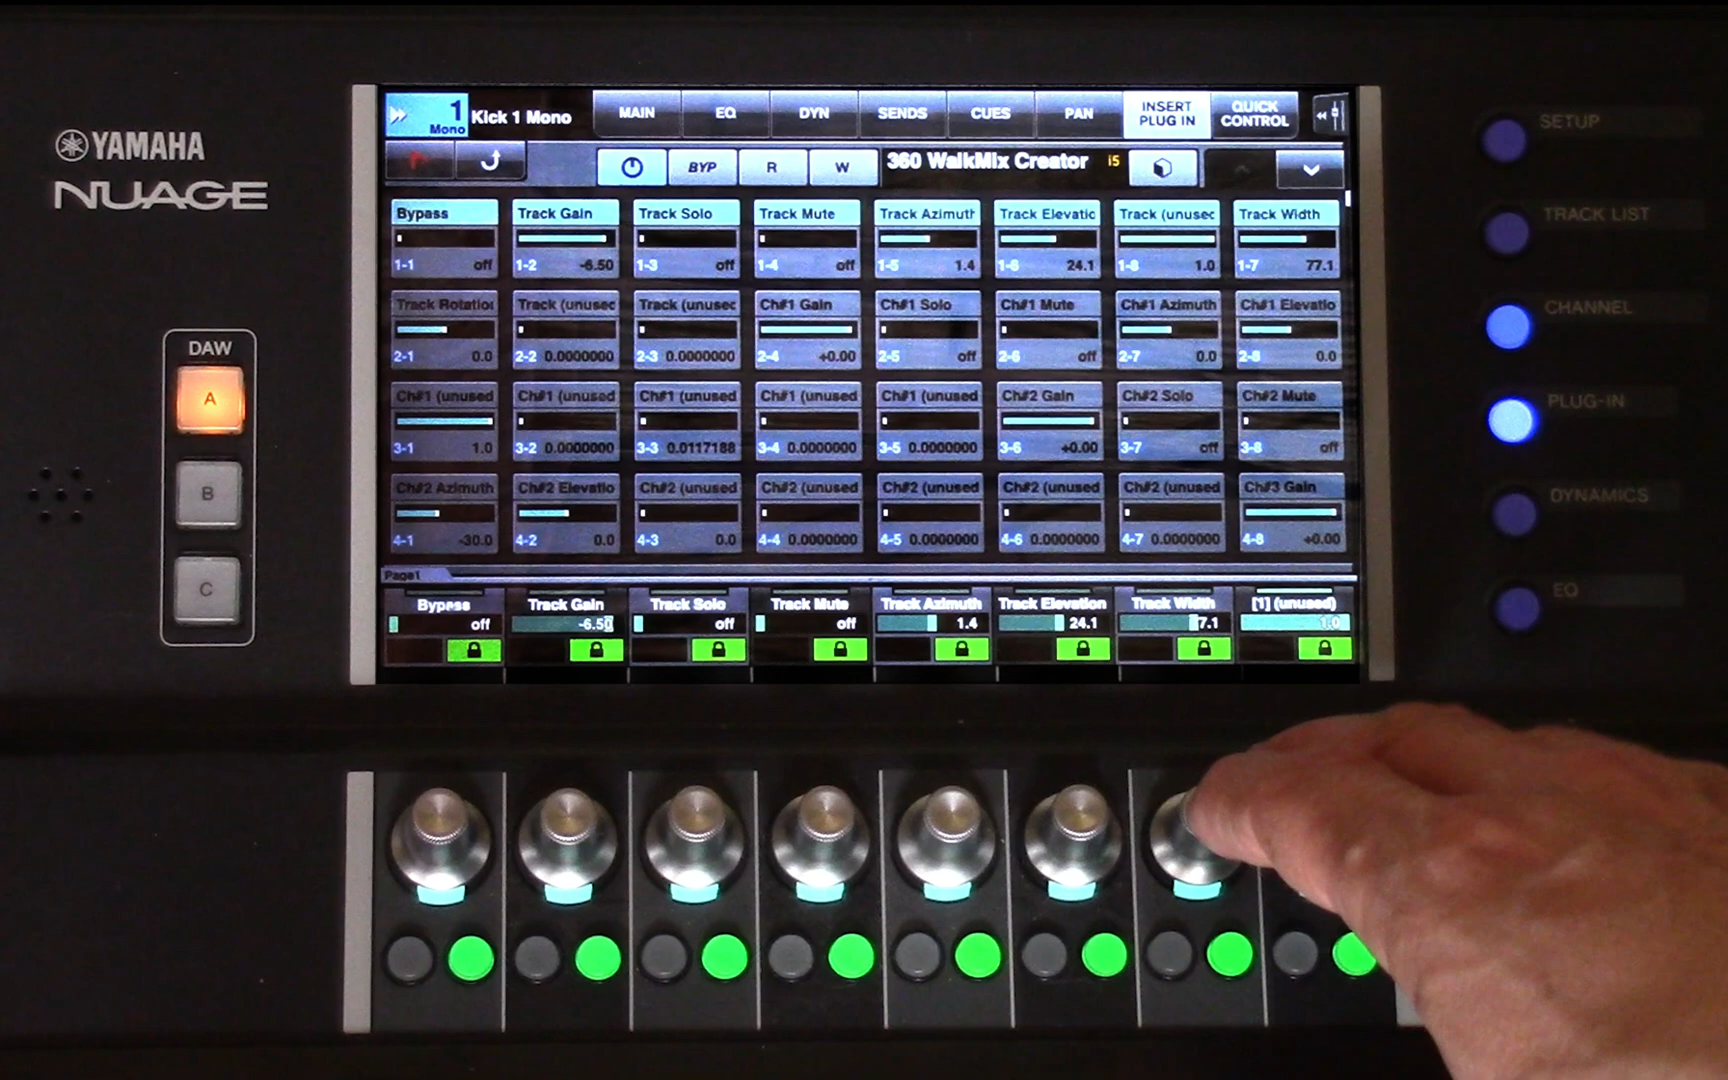 1
Mono
Kick 1 Mono
MAIN
EQ
DYN
SENDS
CUES
PAN
INSERT
PLUG IN
QUICK
CONTROL
YAMAHA
NUAGE
BYP
R
W
360 WalkMix Creator
i5
SETUP
TRACK LIST
CHANNEL
PLUG-IN
DYNAMICS
EQ
DAW
A
B
C
Bypass Track Gain Track Solo Track Mute Track Azimuth Track Elevatic Track (unusec Track Width
1-1 off 1-2 -6.50 1-3 off 1-4 off 1-5 1.4 1-6 24.1 1-8 1.0 1-7 77.1
Track Rotatio Track (unusec Track (unusec Ch#1 Gain Ch#1 Solo Ch#1 Mute Ch#1 Azimuth Ch#1 Elevatio
2-1 0.0 2-2 0.0000000 2-3 0.0000000 2-4 +0.00 2-5 off 2-6 off 2-7 0.0 2-8 0.0
Ch#1 (unused Ch#1 (unused Ch#1 (unused Ch#1 (unused Ch#1 (unused Ch#2 Gain Ch#2 Solo Ch#2 Mute
3-1 1.0 3-2 0.0000000 3-3 0.0117188 3-4 0.0000000 3-5 0.0000000 3-6 +0.00 3-7 off 3-8 off
Ch#2 Azimuth Ch#2 Elevatio Ch#2 (unused Ch#2 (unused Ch#2 (unused Ch#2 (unused Ch#2 (unused Ch#3 Gain
4-1 -30.0 4-2 0.0 4-3 0.0 4-4 0.0000000 4-5 0.0000000 4-6 0.0000000 4-7 0.0000000 4-8 +0.00
Page1
Bypass Track Gain Track Solo Track Mute Track Azimuth Track Elevation Track Width [1] (unused)
off -6.50 off off 1.4 24.1 7.1 1.0